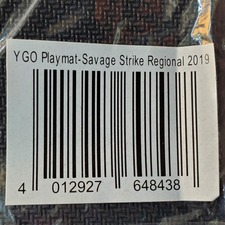 YGO Playmat-Savage Strike Regional 2019
4 012927 648438